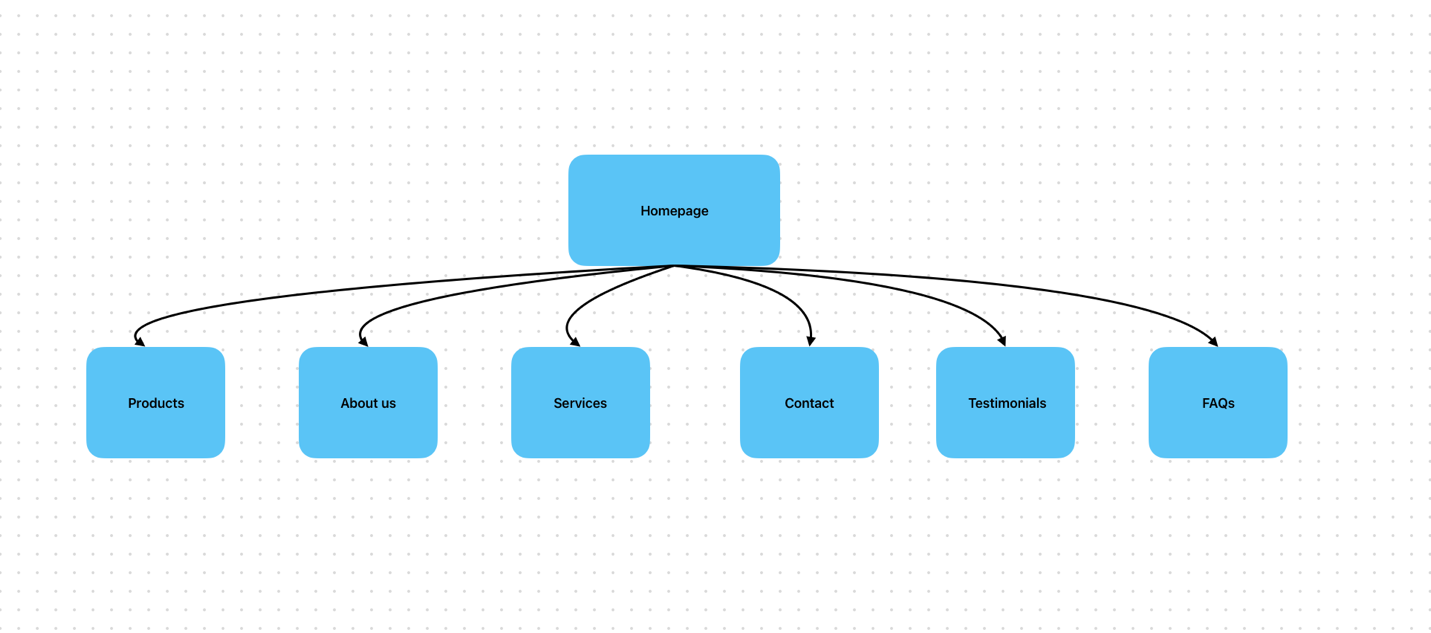 Homepage
Products
About us
Services
Contact
Testimonials
FAQs